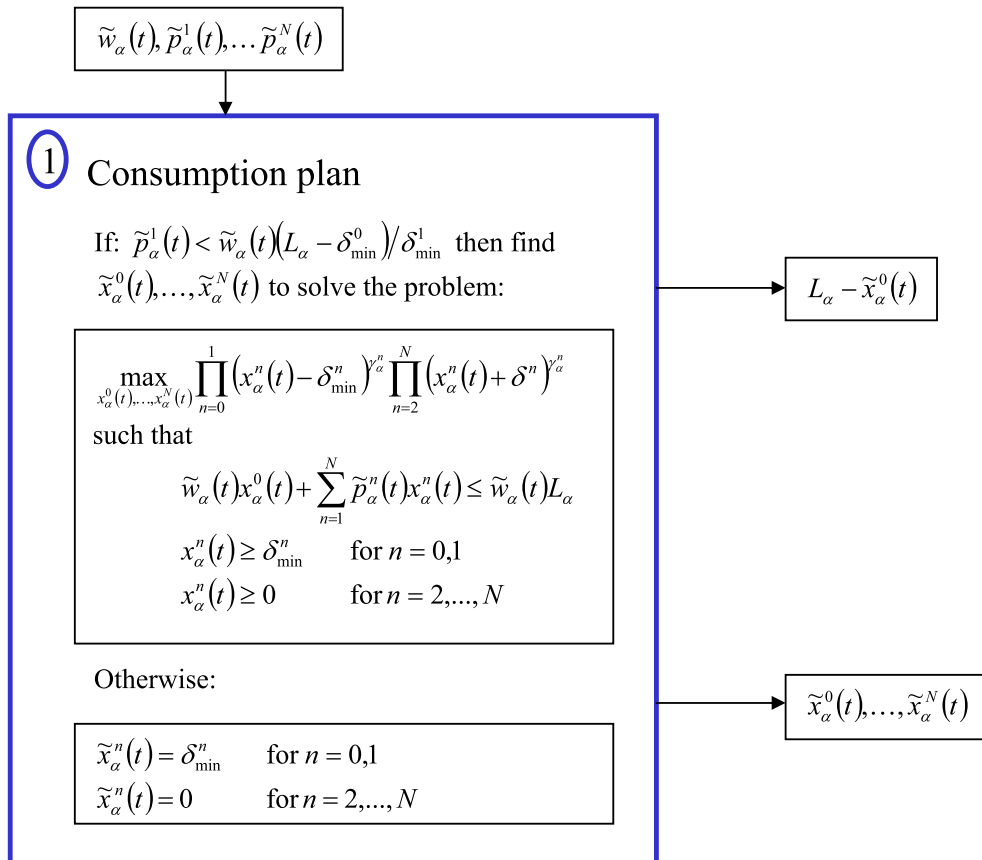 w̃_α(t), p̃_α^1(t),… p̃_α^N(t)
1 Consumption plan
If: p̃_α^1(t) < w̃_α(t)(L_α − δ_min^0)/δ_min^1 then find
x̃_α^0(t),…,x̃_α^N(t) to solve the problem:
L_α − x̃_α^0(t)
max_{x_α^0(t),…,x_α^N(t)} ∏_{n=0}^{1} (x_α^n(t) − δ_min^n)^{γ_α^n} ∏_{n=2}^{N} (x_α^n(t) + δ^n)^{γ_α^n}
such that
w̃_α(t)x_α^0(t) + ∑_{n=1}^{N} p̃_α^n(t)x_α^n(t) ≤ w̃_α(t)L_α
x_α^n(t) ≥ δ_min^n for n = 0,1
x_α^n(t) ≥ 0 for n = 2,..., N
Otherwise:
x̃_α^0(t),…,x̃_α^N(t)
x̃_α^n(t) = δ_min^n for n = 0,1
x̃_α^n(t) = 0 for n = 2,..., N